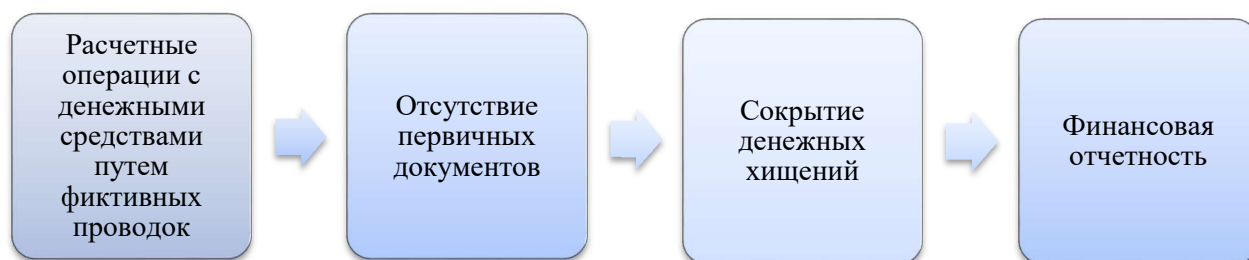 Расчетные
операции с
денежными
средствами
путем
фиктивных
проводок
Отсутствие
первичных
документов
Сокрытие
денежных
хищений
Финансовая
отчетность